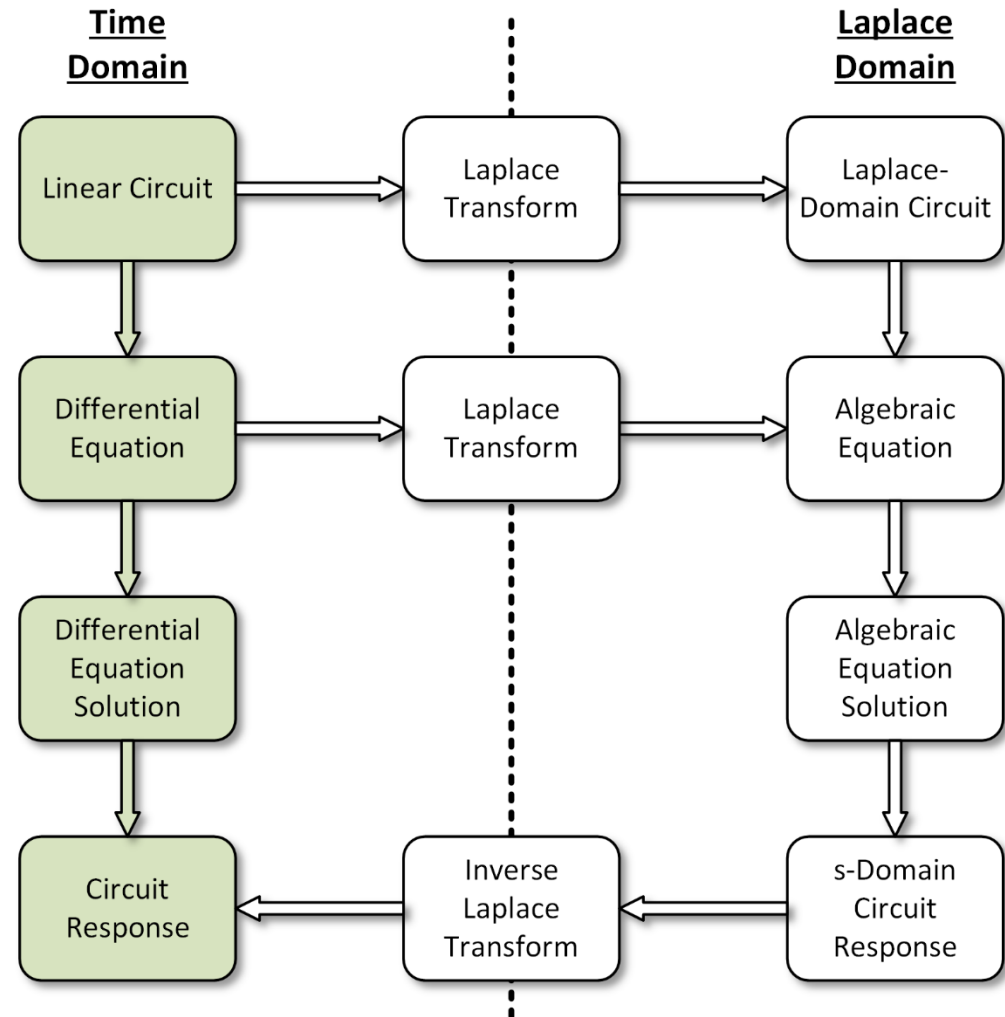 Time
Domain
Laplace
Domain
Linear Circuit
Laplace
Transform
Laplace-
Domain Circuit
Differential
Equation
Laplace
Transform
Algebraic
Equation
Differential
Equation
Solution
Algebraic
Equation
Solution
Circuit
Response
Inverse
Laplace
Transform
s-Domain
Circuit
Response